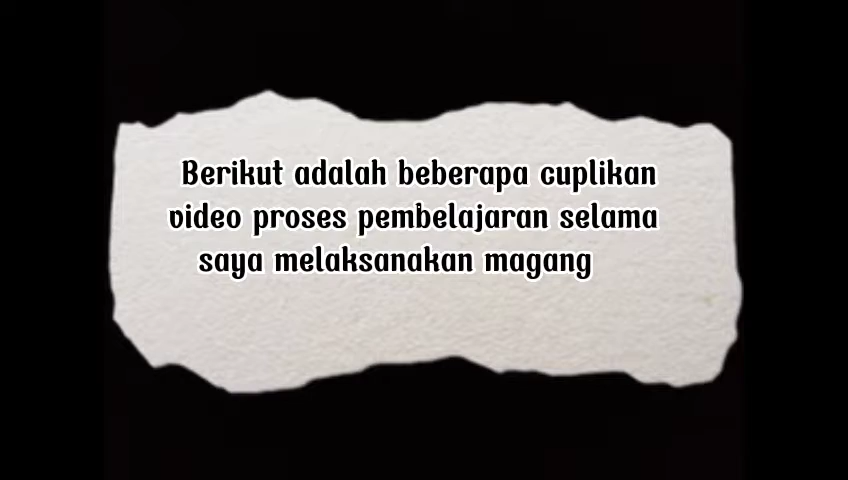 Berikut adalah beberapa cuplikan
video proses pembelajaran selama
saya melaksanakan magang